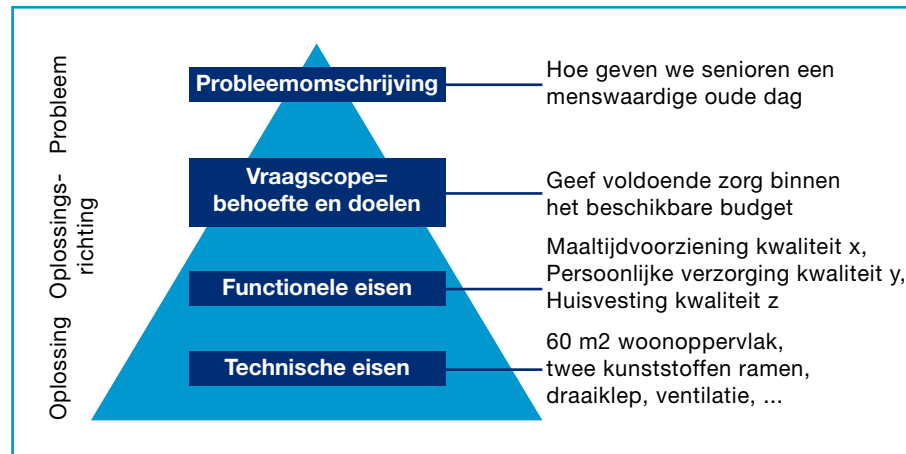 Probleem
Oplossings-
richting
Oplossing
Probleemomschrijving
Hoe geven we senioren een
menswaardige oude dag
Vraagscope=
behoefte en doelen
Geef voldoende zorg binnen
het beschikbare budget
Functionele eisen
Maaltijdvoorziening kwaliteit x,
Persoonlijke verzorging kwaliteit y,
Huisvesting kwaliteit z
Technische eisen
60 m2 woonoppervlak,
twee kunststoffen ramen,
draaiklep, ventilatie, ...